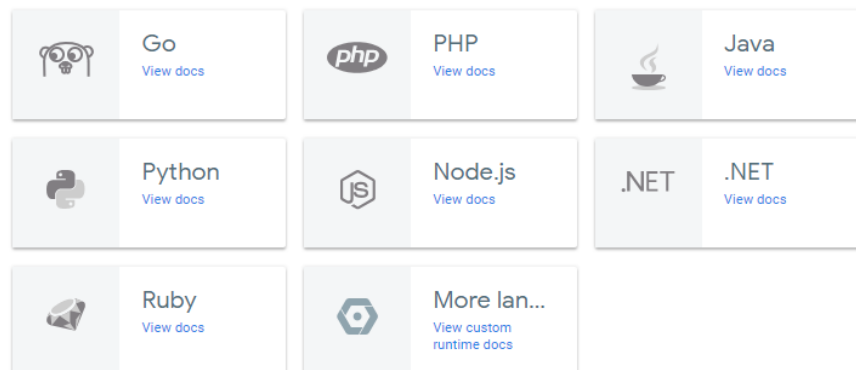 Go
View docs
php
PHP
View docs
Java
View docs
Python
View docs
JS
Node.js
View docs
.NET
.NET
View docs
Ruby
View docs
More lan...
View custom
runtime docs